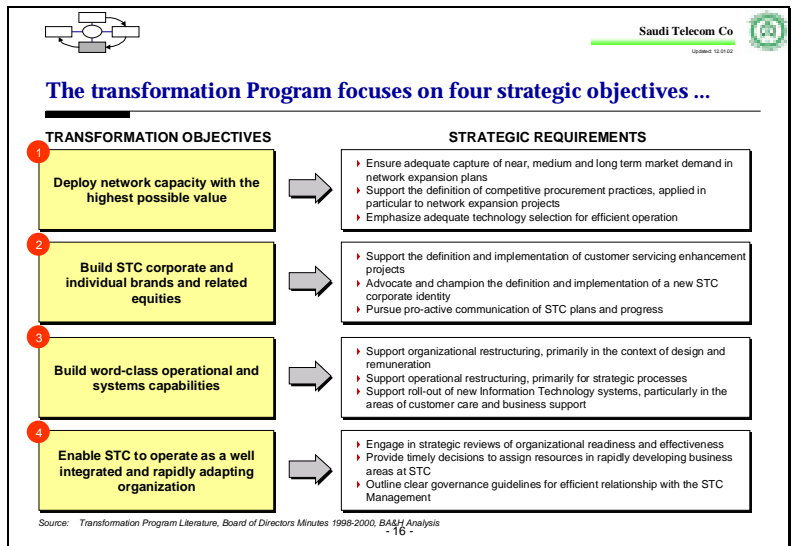 Saudi Telecom Co
Updated: 12.01.02
The transformation Program focuses on four strategic objectives ...
TRANSFORMATION OBJECTIVES
STRATEGIC REQUIREMENTS
1
Deploy network capacity with the
highest possible value
Ensure adequate capture of near, medium and long term market demand in
network expansion plans
Support the definition of competitive procurement practices, applied in
particular to network expansion projects
Emphasize adequate technology selection for efficient operation
2
Build STC corporate and
individual brands and related
equities
Support the definition and implementation of customer servicing enhancement
projects
Advocate and champion the definition and implementation of a new STC
corporate identity
Pursue pro-active communication of STC plans and progress
3
Build word-class operational and
systems capabilities
Support organizational restructuring, primarily in the context of design and
remuneration
Support operational restructuring, primarily for strategic processes
Support roll-out of new Information Technology systems, particularly in the
areas of customer care and business support
4
Enable STC to operate as a well
integrated and rapidly adapting
organization
Engage in strategic reviews of organizational readiness and effectiveness
Provide timely decisions to assign resources in rapidly developing business
areas at STC
Outline clear governance guidelines for efficient relationship with the STC
Management
Source: Transformation Program Literature, Board of Directors Minutes 1998-2000, BA&H Analysis
- 16 -